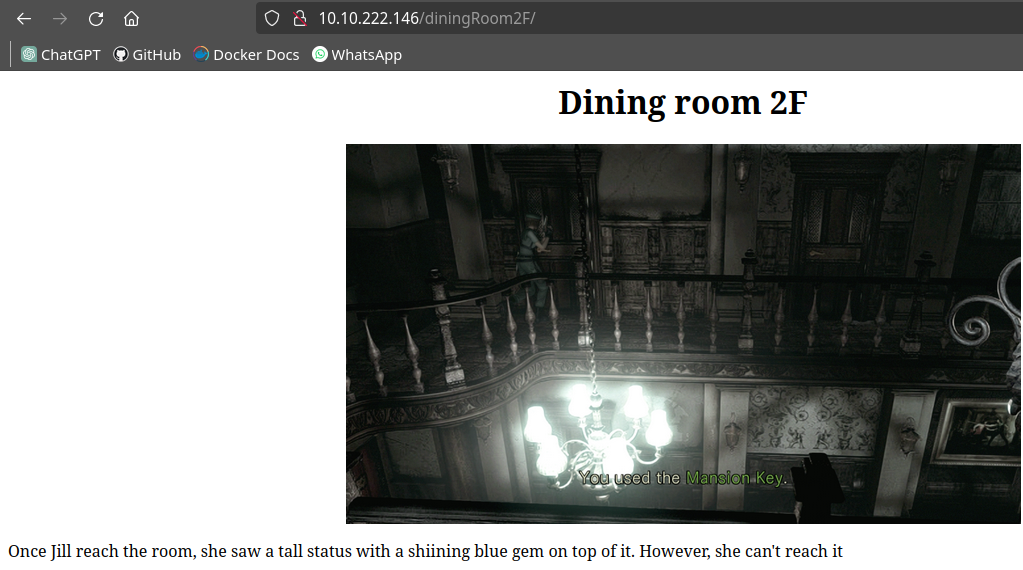 10.10.222.146/diningRoom2F/
ChatGPT GitHub Docker Docs WhatsApp
Dining room 2F
You used the Mansion Key.
Once Jill reach the room, she saw a tall status with a shiining blue gem on top of it. However, she can't reach it